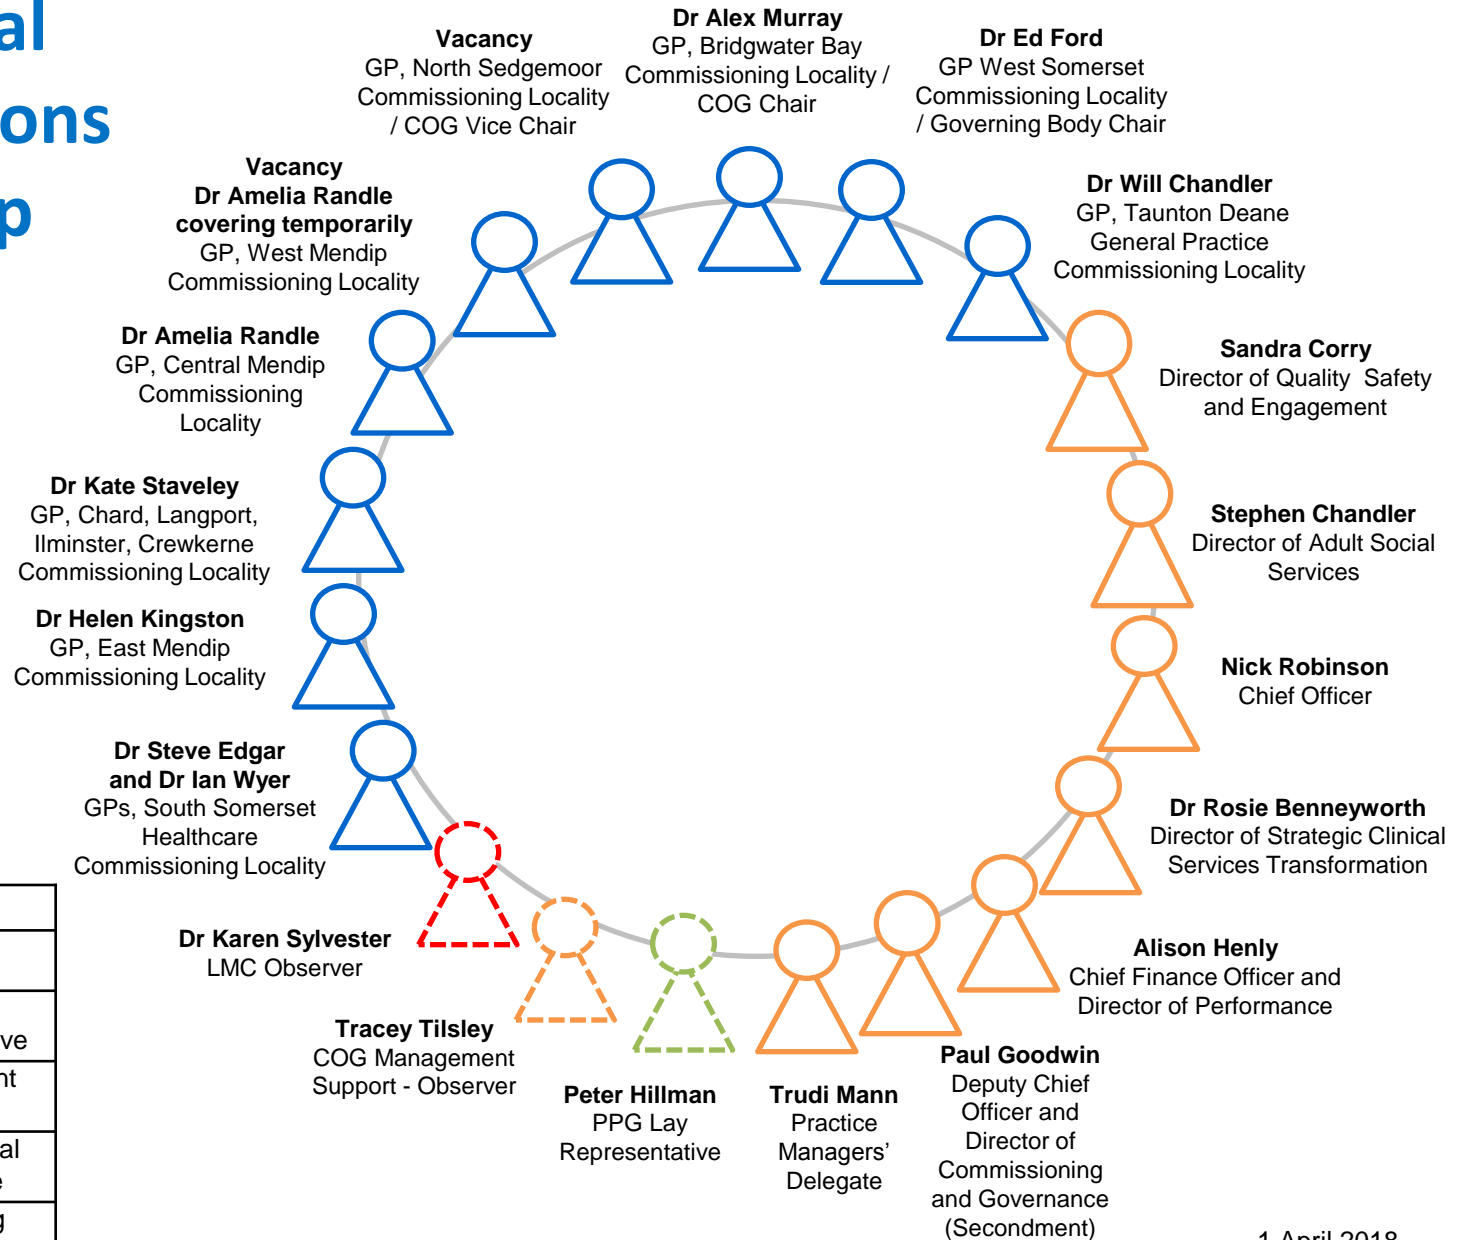 al
ons
p
Vacancy
GP, North Sedgemoor
Commissioning Locality
/ COG Vice Chair
Dr Alex Murray
GP, Bridgwater Bay
Commissioning Locality /
COG Chair
Dr Ed Ford
GP West Somerset
Commissioning Locality
/ Governing Body Chair
Vacancy
Dr Amelia Randle
covering temporarily
GP, West Mendip
Commissioning Locality
Dr Will Chandler
GP, Taunton Deane
General Practice
Commissioning Locality
Dr Amelia Randle
GP, Central Mendip
Commissioning
Locality
Sandra Corry
Director of Quality  Safety
and Engagement
Dr Kate Staveley
GP, Chard, Langport,
Ilminster, Crewkerne
Commissioning Locality
Stephen Chandler
Director of Adult Social
Services
Dr Helen Kingston
GP, East Mendip
Commissioning Locality
Nick Robinson
Chief Officer
Dr Steve Edgar
and Dr Ian Wyer
GPs, South Somerset
Healthcare
Commissioning Locality
Dr Rosie Benneyworth
Director of Strategic Clinical
Services Transformation
Dr Karen Sylvester
LMC Observer
Alison Henly
Chief Finance Officer and
Director of Performance
Tracey Tilsley
COG Management
Support - Observer
Peter Hillman
PPG Lay
Representative
Trudi Mann
Practice
Managers’
Delegate
Paul Goodwin
Deputy Chief
Officer and
Director of
Commissioning
and Governance
(Secondment)
ve
nt
al
e
g
1 April 2018